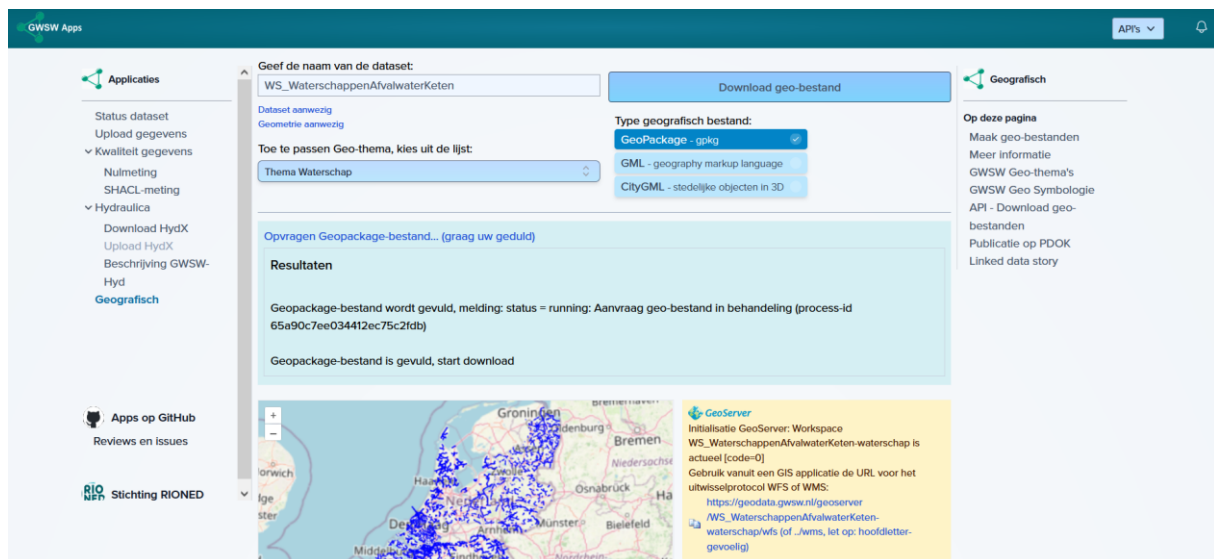 GWSW Apps
API's
Applicaties
Status dataset
Upload gegevens
Kwaliteit gegevens
Nulmeting
SHACL-meting
Hydraulica
Download HydX
Upload HydX
Beschrijving GWSW-
Hyd
Geografisch
Apps op GitHub
Reviews en issues
RIO
NED
Stichting RIONED
Geef de naam van de dataset:
WS_WaterschappenAfvalwaterKeten
Dataset aanwezig
Geometrie aanwezig
Toe te passen Geo-thema, kies uit de lijst:
Thema Waterschap
Download geo-bestand
Type geografisch bestand:
GeoPackage - gpkg
GML - geography markup language
CityGML - stedelijke objecten in 3D
Opvragen Geopackage-bestand... (graag uw geduld)
Resultaten
Geopackage-bestand wordt gevuld, melding: status = running: Aanvraag geo-bestand in behandeling (process-id
65a90c7ee034412ec75c2fdb)
Geopackage-bestand is gevuld, start download
+
−
Groningen
Bremen
Niedersachse
Zwolle
Osnabrück
Ha
Münster
Bielefeld
Arnhem
Nordrhein-
GeoServer
Initialisatie GeoServer: Workspace
WS_WaterschappenAfvalwaterKeten-waterschap is
actueel [code=0]
Gebruik vanuit een GIS applicatie de URL voor het
uitwisselprotocol WFS of WMS:
https://geodata.gwsw.nl/geoserver
/WS_WaterschappenAfvalwaterKeten-
waterschap/wfs (of ../wms, let op: hoofdletter-
gevoelig)
Geografisch
Op deze pagina
Maak geo-bestanden
Meer informatie
GWSW Geo-thema's
GWSW Geo Symbologie
API - Download geo-
bestanden
Publicatie op PDOK
Linked data story